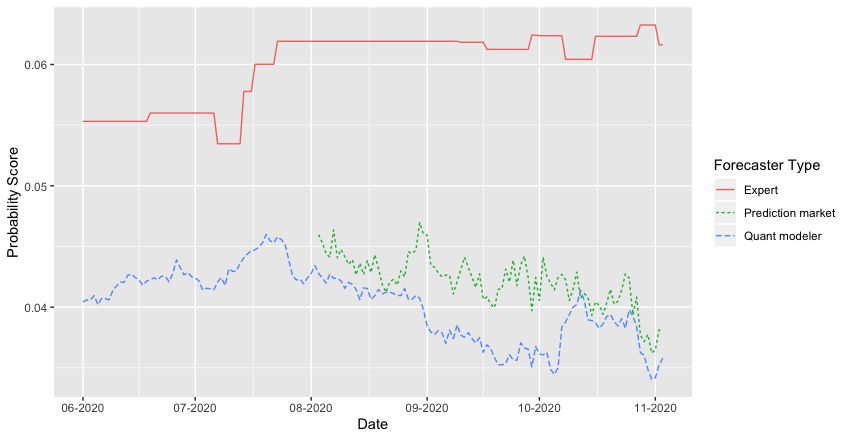 0.06
0.05
0.04
Probability Score
06-2020
07-2020
08-2020
09-2020
10-2020
11-2020
Date
Forecaster Type
Expert
Prediction market
Quant modeler